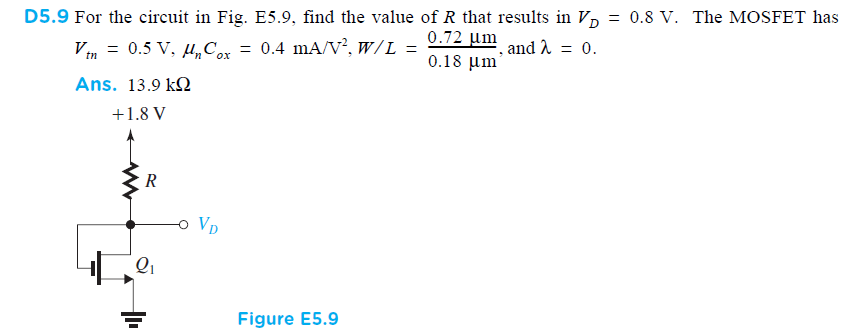 D5.9 For the circuit in Fig. E5.9, find the value of R that results in V_D = 0.8 V. The MOSFET has
V_tn = 0.5 V, μ_nC_ox = 0.4 mA/V², W/L = 0.72 μm / 0.18 μm, and λ = 0.
Ans. 13.9 kΩ
+1.8 V
R
V_D
Q_1
Figure E5.9